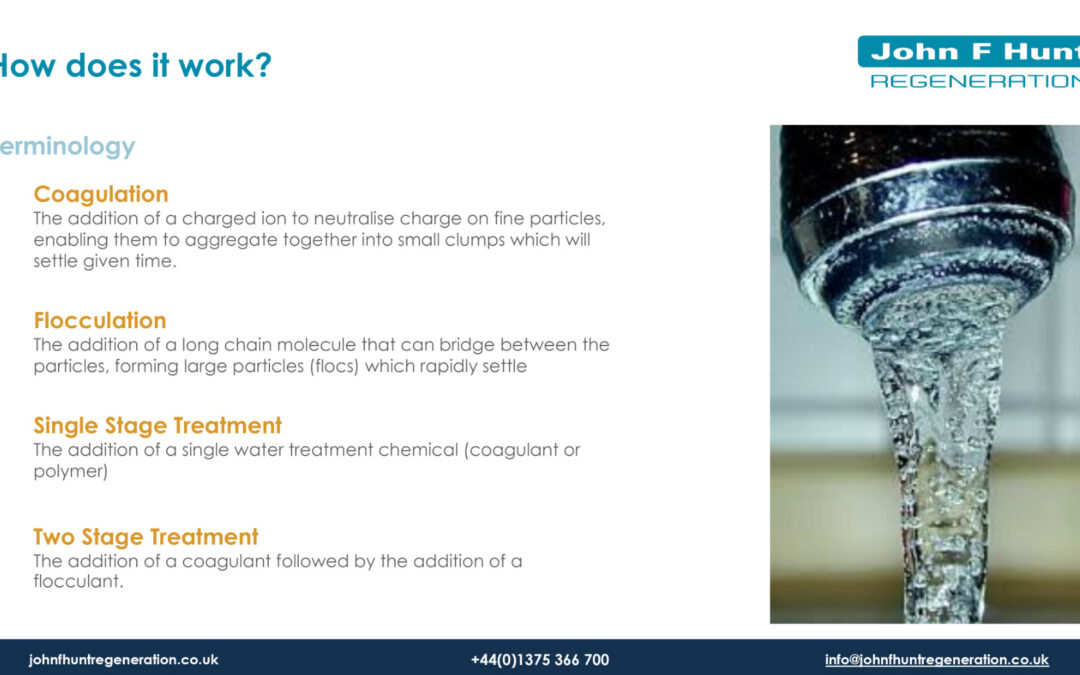 How does it work?
John F Hunt
REGENERATION
erminology
Coagulation
The addition of a charged ion to neutralise charge on fine particles,
enabling them to aggregate together into small clumps which will
settle given time.
Flocculation
The addition of a long chain molecule that can bridge between the
particles, forming large particles (flocs) which rapidly settle
Single Stage Treatment
The addition of a single water treatment chemical (coagulant or
polymer)
Two Stage Treatment
The addition of a coagulant followed by the addition of a
flocculant.
johnfhuntregeneration.co.uk
+44(0)1375 366 700
info@johnfhuntregeneration.co.uk